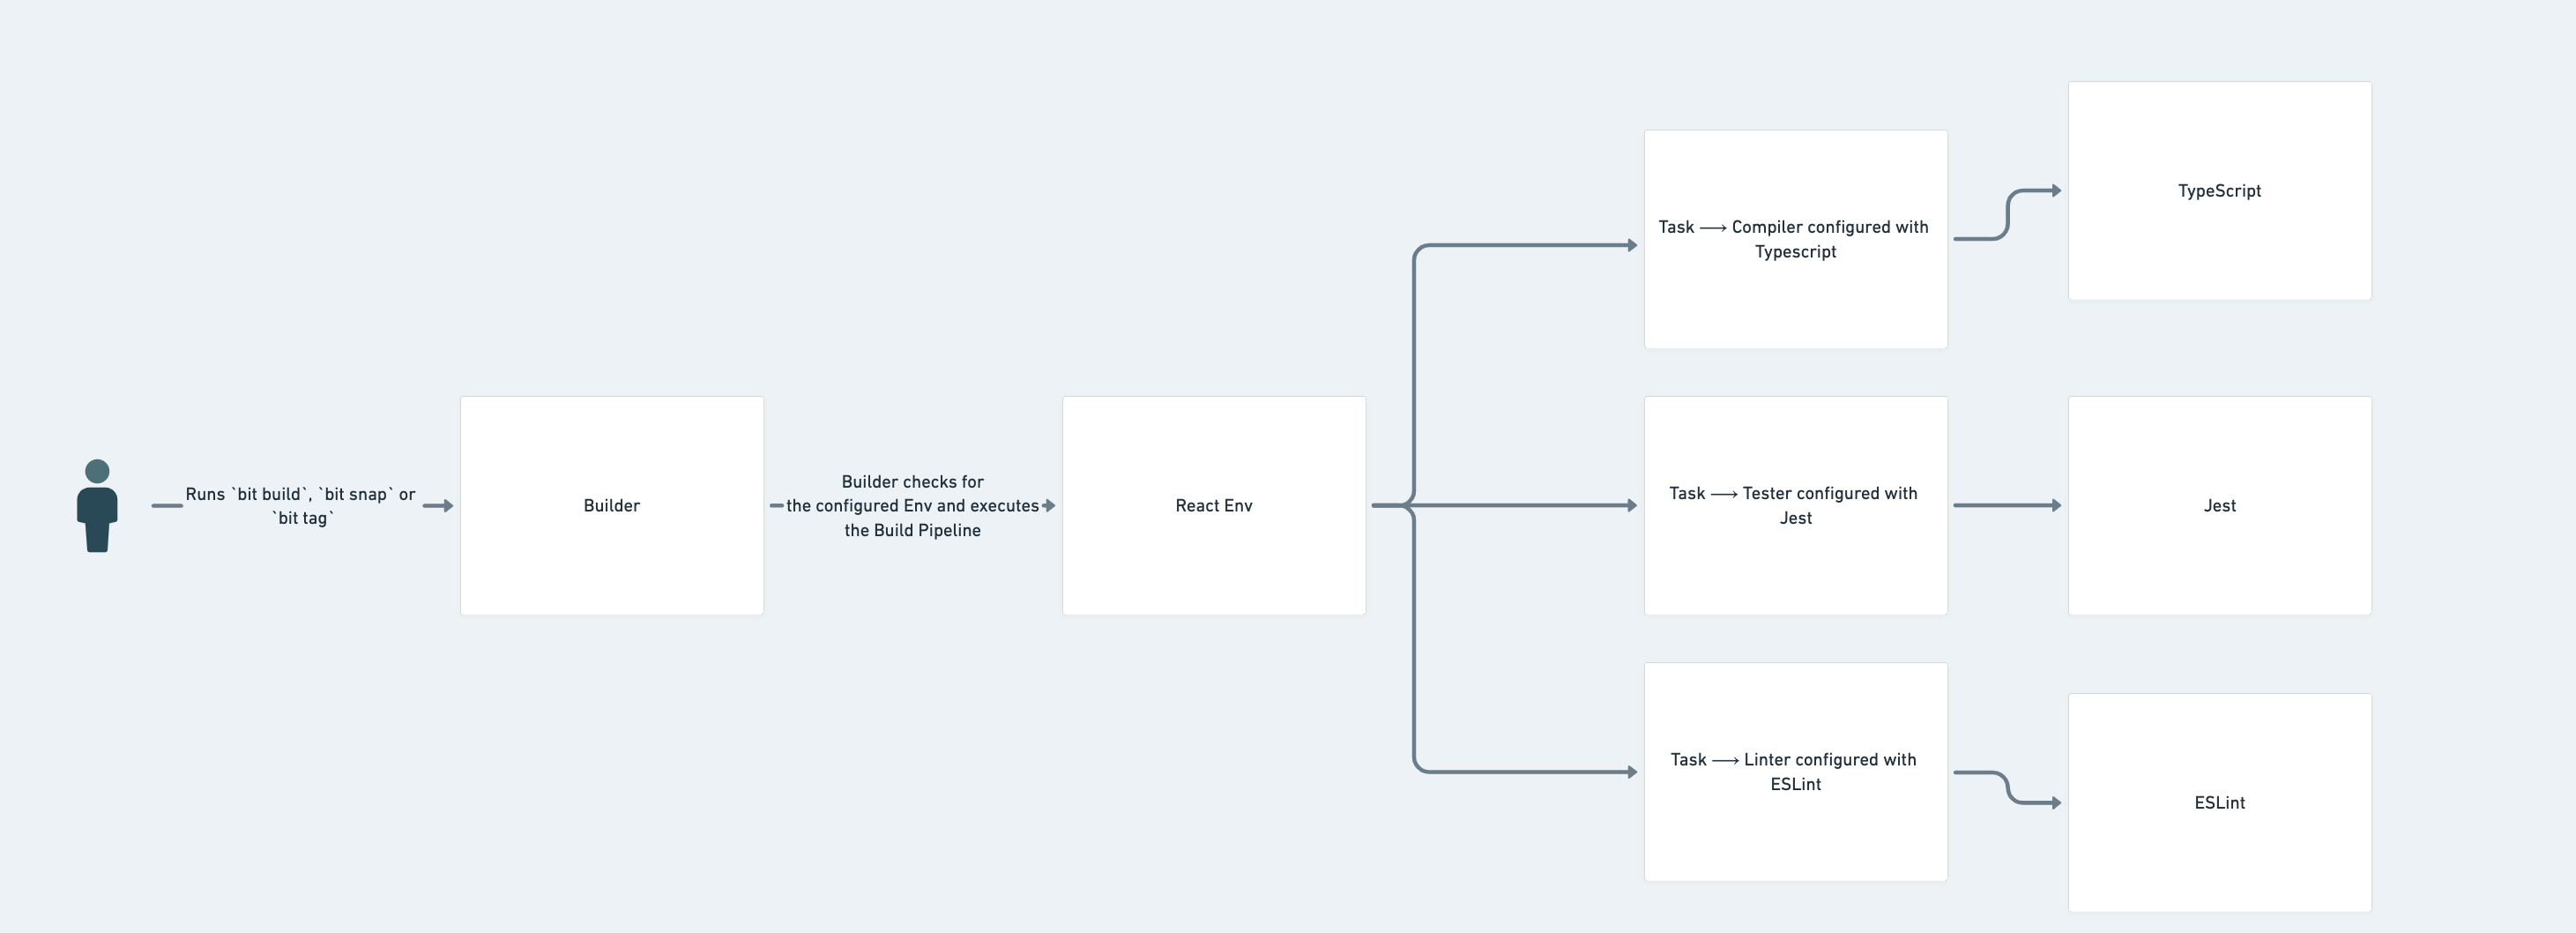 Runs `bit build`, `bit snap` or
`bit tag`
Builder
Builder checks for
the configured Env and executes
the Build Pipeline
React Env
Task ⟶ Compiler configured with
Typescript
TypeScript
Task ⟶ Tester configured with
Jest
Jest
Task ⟶ Linter configured with
ESLint
ESLint